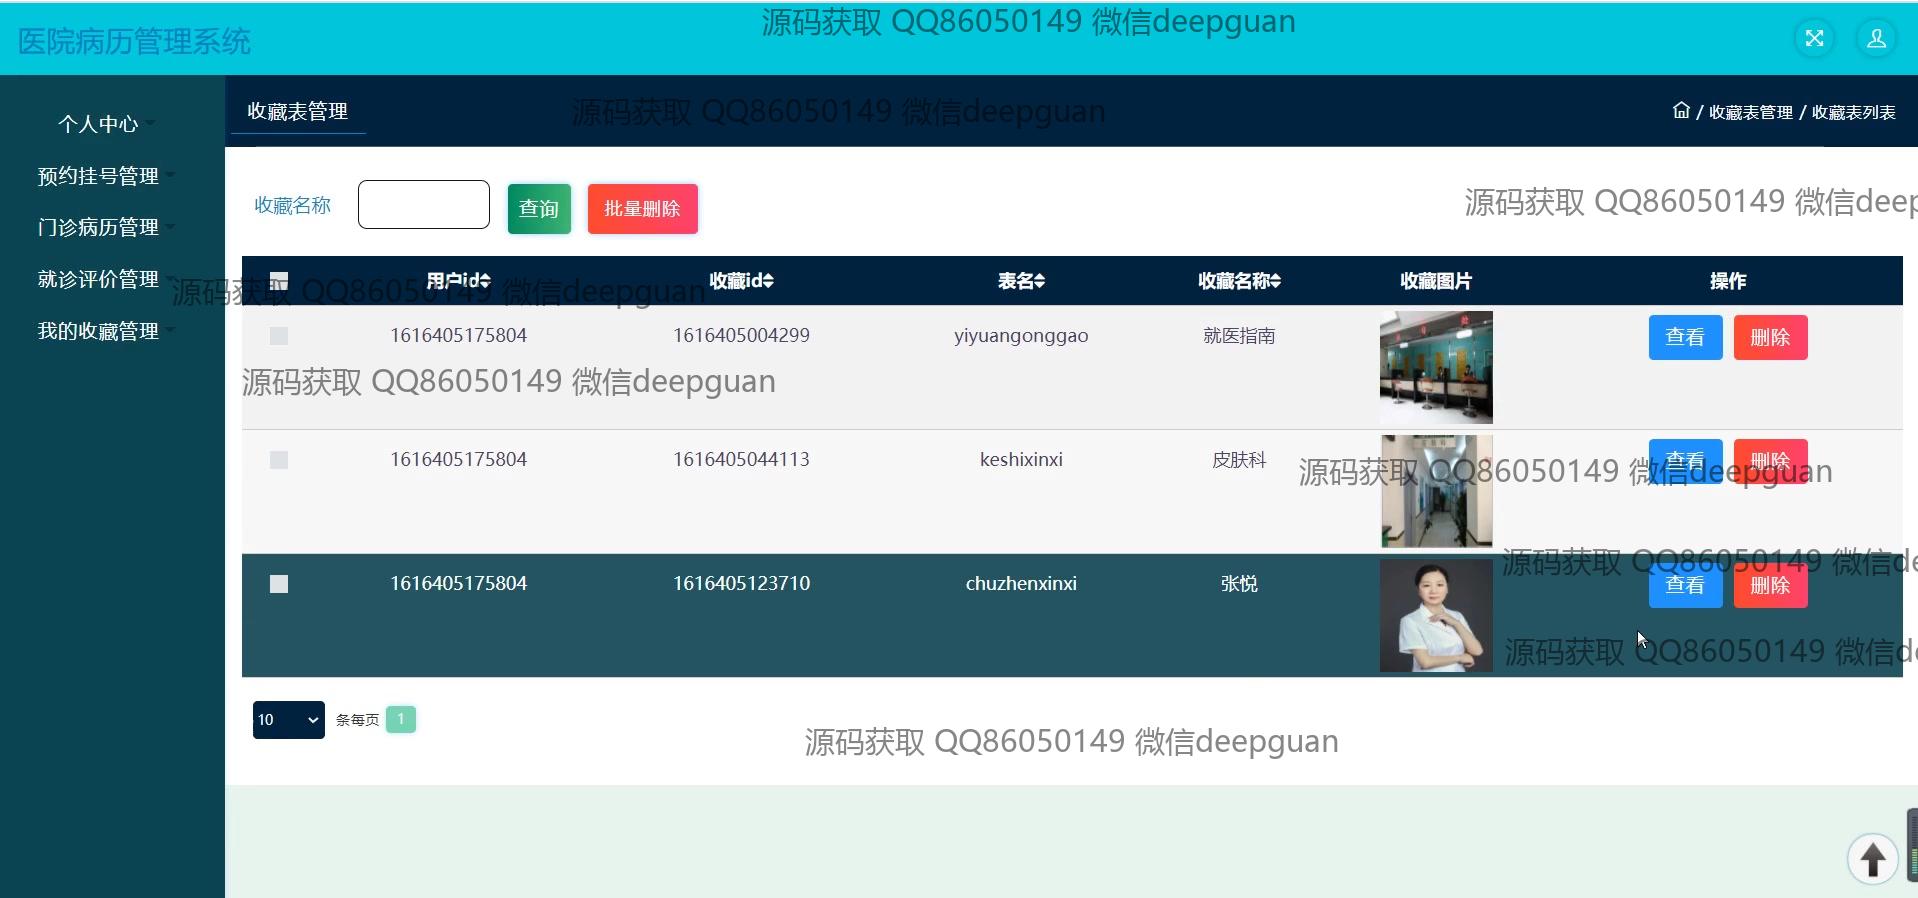 源码获取 QQ86050149 微信deepguan
医院病历管理系统
个人中心
收藏表管理
源码获取 QQ86050149 微信deepguan
/ 收藏表管理 / 收藏表列表
预约挂号管理
门诊病历管理
就诊评价管理
我的收藏管理
收藏名称
查询
批量删除
源码获取 QQ86050149 微信deep
用户id 收藏id 表名 收藏名称 收藏图片 操作
源码获取 QQ86050149 微信deepguan
1616405175804 1616405004299 yiyuangonggao 就医指南 查看 删除
源码获取 QQ86050149 微信deepguan
1616405175804 1616405044113 keshixinxi 皮肤科 查看 删除
源码获取 QQ86050149 微信deepguan
源码获取 QQ86050149 微信de
1616405175804 1616405123710 chuzhenxinxi 张悦 查看 删除
源码获取 QQ86050149 微信de
10 条每页 1
源码获取 QQ86050149 微信deepguan